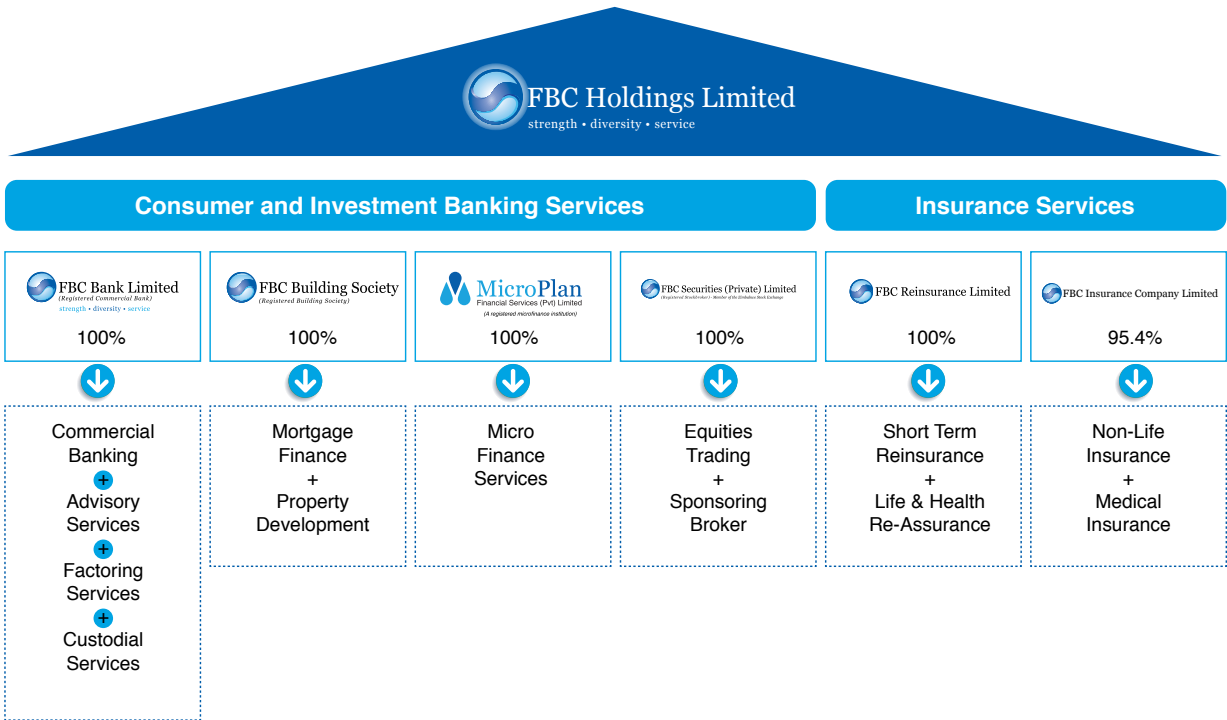 FBC Holdings Limited
strength • diversity • service
Consumer and Investment Banking Services
Insurance Services
FBC Bank Limited
(Registered Commercial Bank)
strength • diversity • service
100%
FBC Building Society
(Registered Building Society)
100%
MicroPlan
Financial Services (Pvt) Limited
(A registered microfinance institution)
100%
FBC Securities (Private) Limited
100%
FBC Reinsurance Limited
100%
FBC Insurance Company Limited
95.4%
Commercial
Banking
+
Advisory
Services
+
Factoring
Services
+
Custodial
Services
Mortgage
Finance
+
Property
Development
Micro
Finance
Services
Equities
Trading
+
Sponsoring
Broker
Short Term
Reinsurance
+
Life & Health
Re-Assurance
Non-Life
Insurance
+
Medical
Insurance